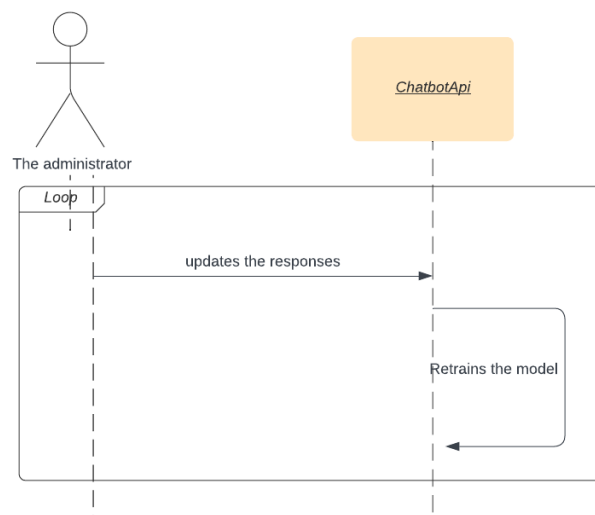 ChatbotApi
The administrator
Loop
updates the responses
Retrains the model